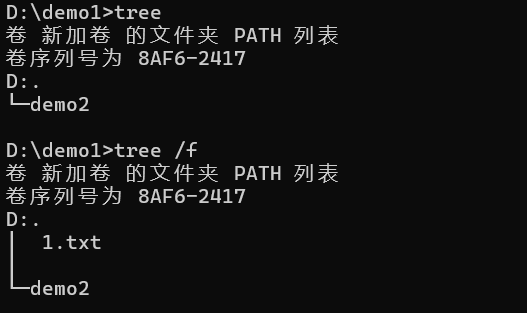 D:\demo1>tree
卷 新加卷 的文件夹 PATH 列表
卷序列号为 8AF6-2417
D:.
└─demo2
D:\demo1>tree /f
卷 新加卷 的文件夹 PATH 列表
卷序列号为 8AF6-2417
D:.
│  1.txt
│
└─demo2